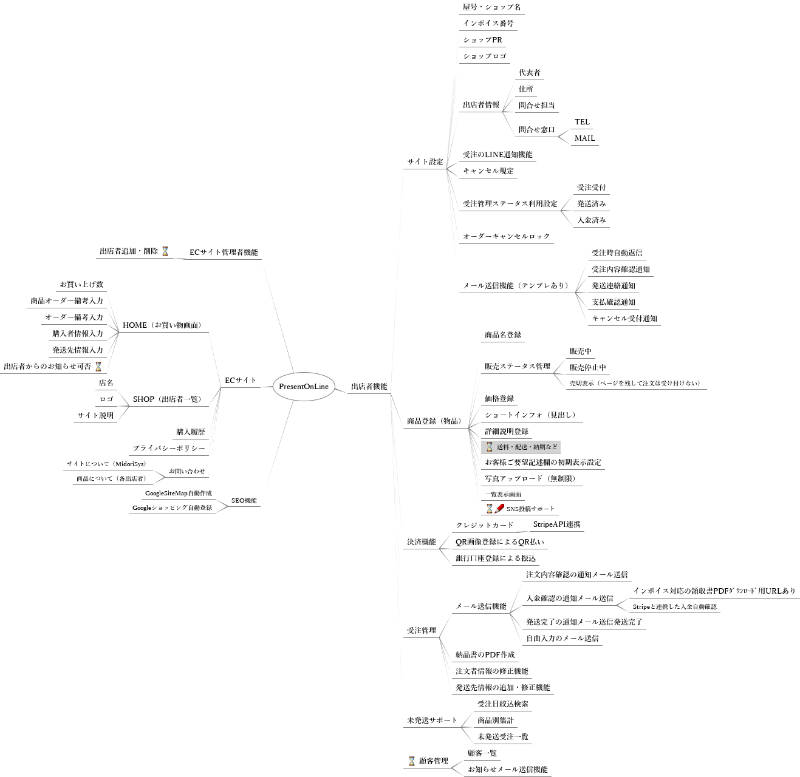 PresentOnLine
ECサイト管理者機能
出店者追加・削除
ECサイト
HOME（お買い物画面）
お買い上げ数
商品オーダー備考入力
オーダー備考入力
購入者情報入力
発送先情報入力
出店者からのお知らせ可否
SHOP（出店者一覧）
店名
ロゴ
サイト説明
購入履歴
プライバシーポリシー
お問い合わせ
サイトについて（MidoriSys）
商品について（各出店者）
SEO機能
GoogleSiteMap自動作成
Googleショッピング自動登録
出店者機能
サイト設定
屋号・ショップ名
インボイス番号
ショップPR
ショップロゴ
出店者情報
代表者
住所
問合せ担当
問合せ窓口
TEL
MAIL
受注のLINE通知機能
キャンセル規定
受注管理ステータス利用設定
受注受付
発送済み
入金済み
オーダーキャンセルロック
メール送信機能（テンプレあり）
受注時自動返信
受注内容確認通知
発送連絡通知
支払確認通知
キャンセル受付通知
商品登録（物品）
商品名登録
販売ステータス管理
販売中
販売停止中
売切表示（ページを残して注文は受け付けない）
価格登録
ショートインフォ（見出し）
詳細説明登録
送料・配送・納期など
お客様ご要望記述欄の初期表示設定
写真アップロード（無制限）
一覧表示画面
SNS投稿サポート
決済機能
クレジットカード
StripeAPI連携
QR画像登録によるQR払い
銀行口座登録による振込
受注管理
メール送信機能
注文内容確認の通知メール送信
入金確認の通知メール送信
インボイス対応の領収書PDFﾀﾞｳﾝﾛｰﾄﾞ用URLあり
Stripeと連携した入金自動確認
発送完了の通知メール送信発送完了
自由入力のメール送信
納品書のPDF作成
注文者情報の修正機能
発送先情報の追加・修正機能
未発送サポート
受注日絞込検索
商品別集計
未発送受注一覧
顧客管理
顧客一覧
お知らせメール送信機能